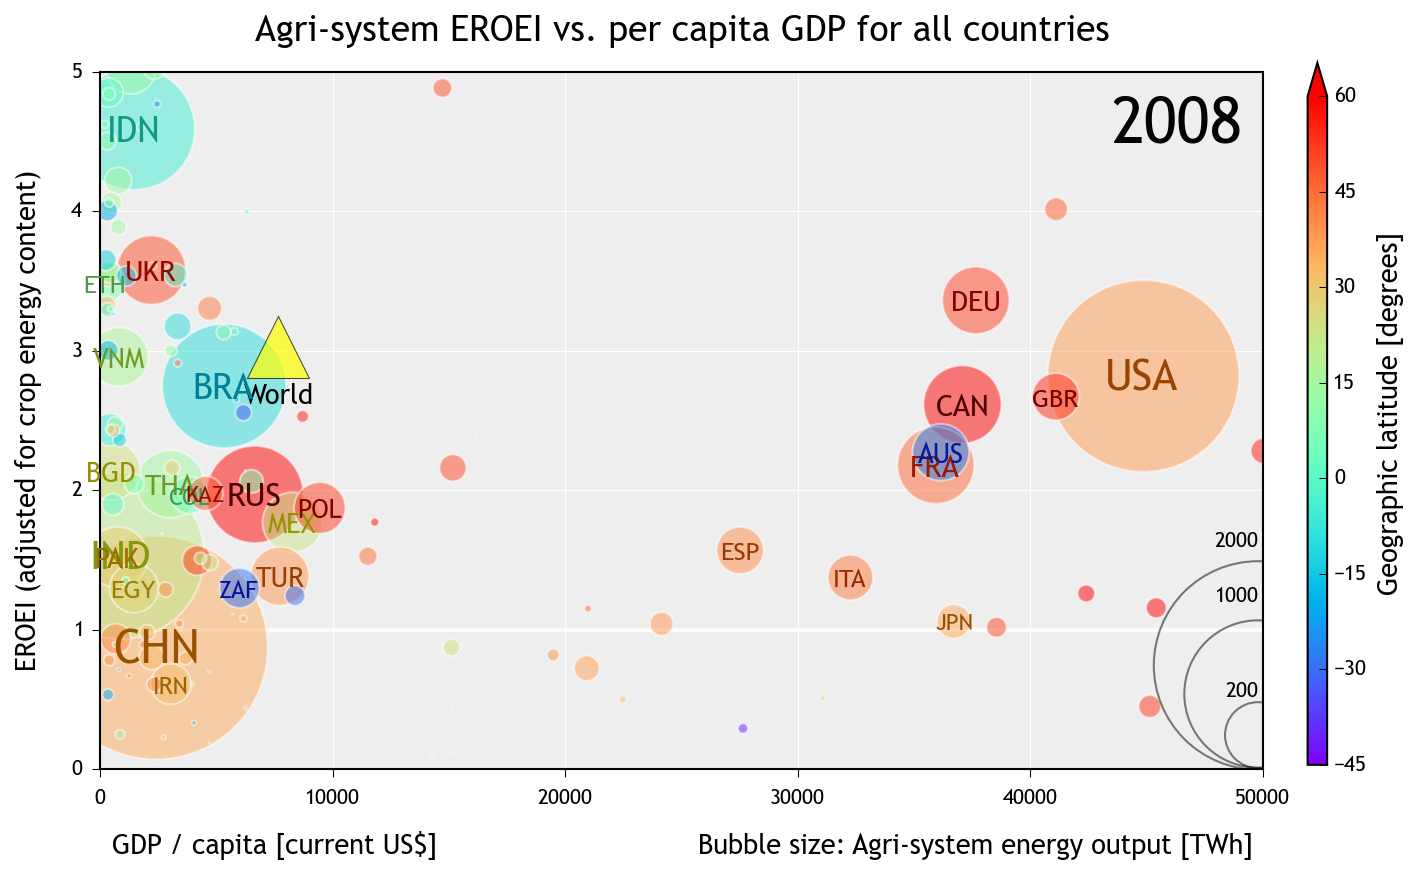 Agri-system EROEI vs. per capita GDP for all countries
2008
EROEI (adjusted for crop energy content)
5
4
3
2
1
0
IDN
UKR
ETH
VNM
BRA
World
BGD
THA
COL
KAZ
RUS
POL
MEX
IND
PAK
EGY
ZAF
TUR
CHN
IRN
DEU
USA
GBR
CAN
AUS
FRA
ESP
ITA
JPN
2000
1000
200
0
10000
20000
30000
40000
50000
GDP / capita [current US$]
Bubble size: Agri-system energy output [TWh]
60
45
30
15
0
−15
−30
−45
Geographic latitude [degrees]